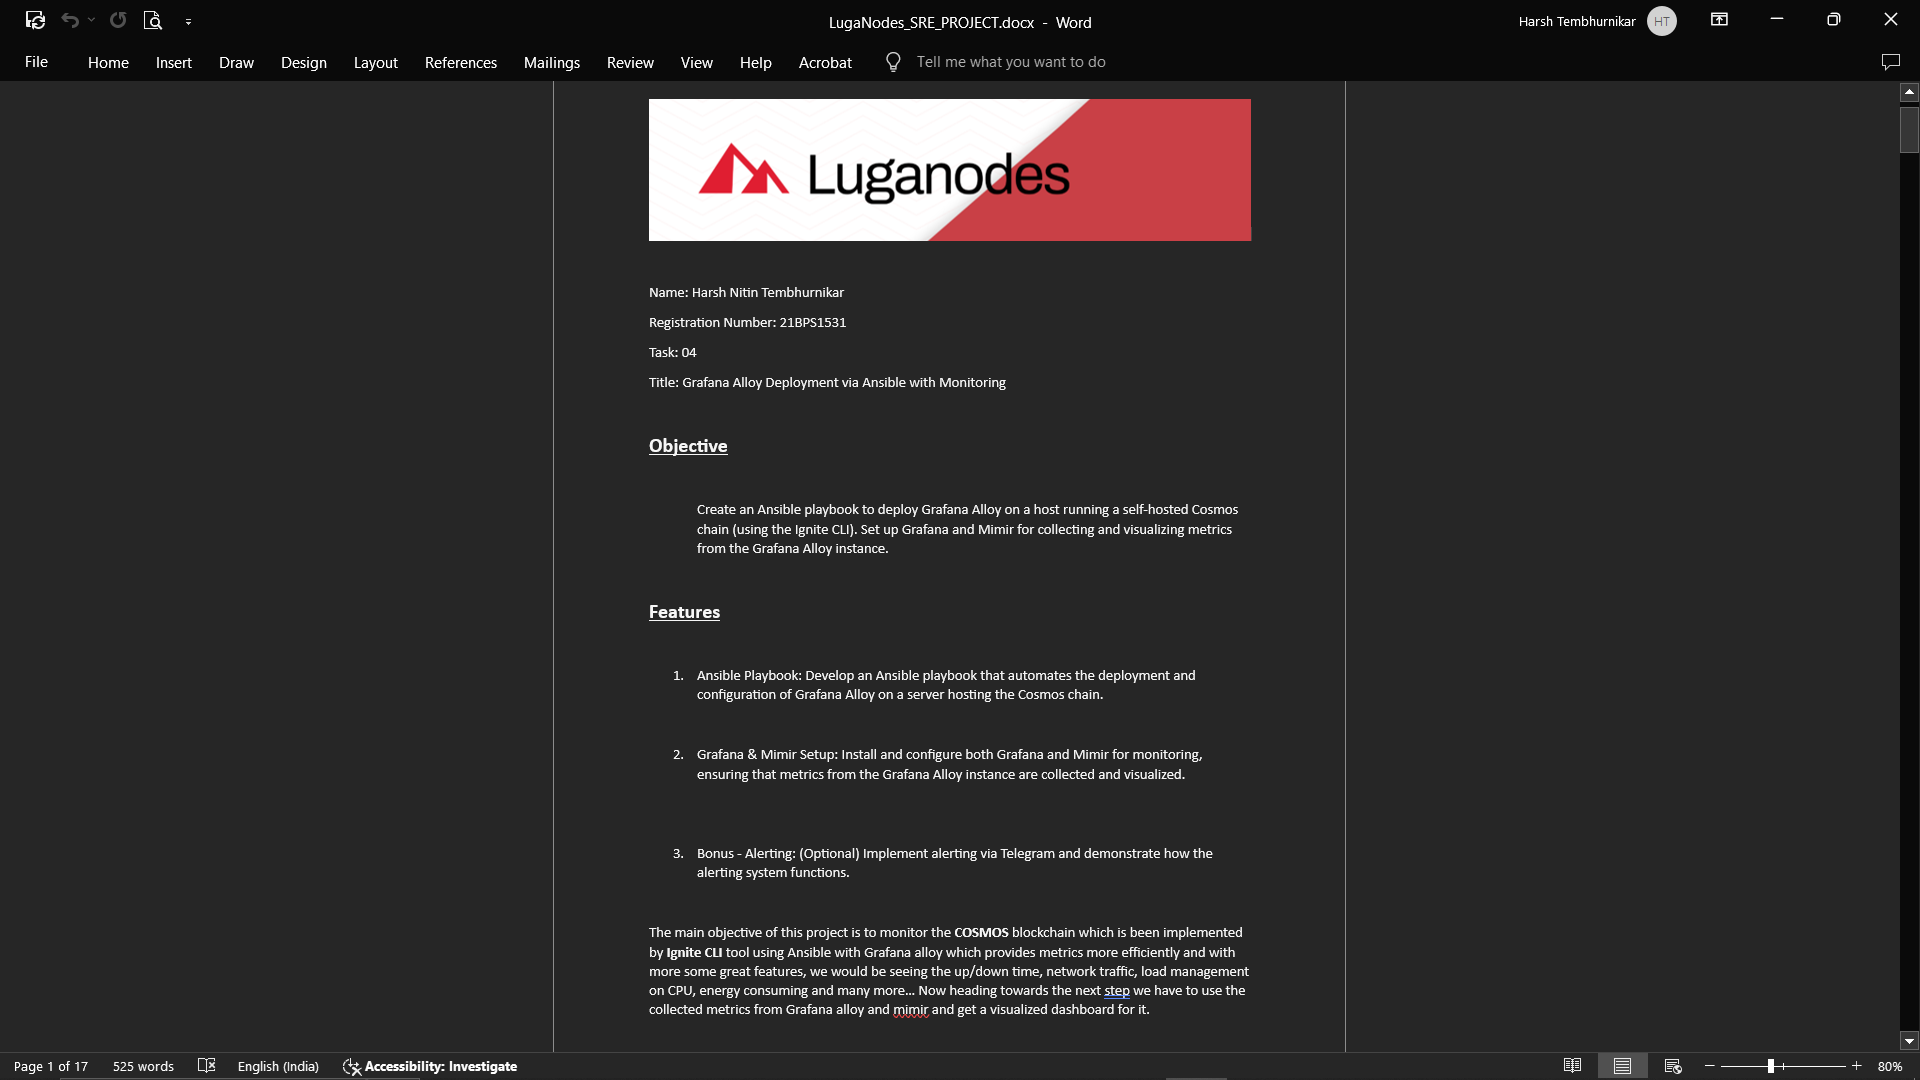 LugaNodes_SRE_PROJECT.docx - Word
Harsh Tembhurnikar HT
File Home Insert Draw Design Layout References Mailings Review View Help Acrobat Tell me what you want to do
Luganodes
Name: Harsh Nitin Tembhurnikar
Registration Number: 21BPS1531
Task: 04
Title: Grafana Alloy Deployment via Ansible with Monitoring
Objective
Create an Ansible playbook to deploy Grafana Alloy on a host running a self-hosted Cosmos
chain (using the Ignite CLI). Set up Grafana and Mimir for collecting and visualizing metrics
from the Grafana Alloy instance.
Features
1. Ansible Playbook: Develop an Ansible playbook that automates the deployment and
configuration of Grafana Alloy on a server hosting the Cosmos chain.
2. Grafana & Mimir Setup: Install and configure both Grafana and Mimir for monitoring,
ensuring that metrics from the Grafana Alloy instance are collected and visualized.
3. Bonus - Alerting: (Optional) Implement alerting via Telegram and demonstrate how the
alerting system functions.
The main objective of this project is to monitor the COSMOS blockchain which is been implemented
by Ignite CLI tool using Ansible with Grafana alloy which provides metrics more efficiently and with
more some great features, we would be seeing the up/down time, network traffic, load management
on CPU, energy consuming and many more... Now heading towards the next step we have to use the
collected metrics from Grafana alloy and mimir and get a visualized dashboard for it.
Page 1 of 17 525 words English (India) Accessibility: Investigate 80%